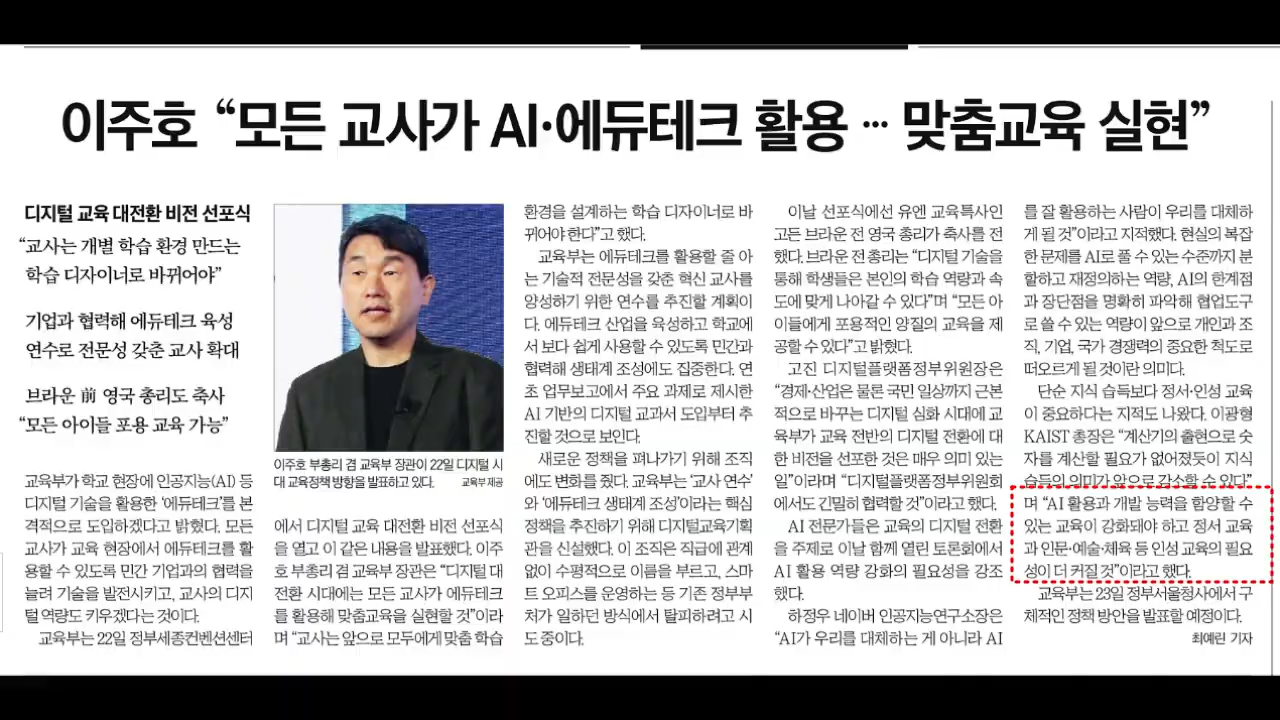 이주호 “모든 교사가 AI·에듀테크 활용 … 맞춤교육 실현”
디지털 교육 대전환 비전 선포식
“교사는 개별 학습 환경 만드는
학습 디자이너로 바뀌어야”
기업과 협력해 에듀테크 육성
연수로 전문성 갖춘 교사 확대
브라운 前 영국 총리도 축사
“모든 아이들 포용 교육 가능”
교육부가 학교 현장에 인공지능(AI) 등
디지털 기술을 활용한 ‘에듀테크’를 본
격적으로 도입하겠다고 밝혔다. 모든
교사가 교육 현장에서 에듀테크를 활
용할 수 있도록 민간 기업과의 협력을
늘려 기술을 발전시키고, 교사의 디지
털 역량도 키우겠다는 것이다.
교육부는 22일 정부세종컨벤션센터
이주호 부총리 겸 교육부 장관이 22일 디지털 시
대 교육정책 방향을 발표하고 있다. 교육부 제공
에서 디지털 교육 대전환 비전 선포식
을 열고 이 같은 내용을 발표했다. 이주
호 부총리 겸 교육부 장관은 “디지털 대
전환 시대에는 모든 교사가 에듀테크
를 활용해 맞춤교육을 실현할 것”이라
며 “교사는 앞으로 모두에게 맞춤 학습
환경을 설계하는 학습 디자이너로 바
뀌어야 한다”고 했다.
교육부는 에듀테크를 활용할 줄 아
는 기술적 전문성을 갖춘 혁신 교사를
양성하기 위한 연수를 추진할 계획이
다. 에듀테크 산업을 육성하고 학교에
서 보다 쉽게 사용할 수 있도록 민간과
협력해 생태계 조성에도 집중한다. 연
초 업무보고에서 주요 과제로 제시한
AI 기반의 디지털 교과서 도입부터 추
진할 것으로 보인다.
새로운 정책을 펴나가기 위해 조직
에도 변화를 줬다. 교육부는 ‘교사 연수’
와 ‘에듀테크 생태계 조성’이라는 핵심
정책을 추진하기 위해 디지털교육기획
관을 신설했다. 이 조직은 직급에 관계
없이 수평적으로 이름을 부르고, 스마
트 오피스를 운영하는 등 기존 정부부
처가 일하던 방식에서 탈피하려고 시
도 중이다.
이날 선포식에선 유엔 교육특사인
고든 브라운 전 영국 총리가 축사를 전
했다. 브라운 전 총리는 “디지털 기술을
통해 학생들은 본인의 학습 역량과 속
도에 맞게 나아갈 수 있다”며 “모든 아
이들에게 포용적인 양질의 교육을 제
공할 수 있다”고 밝혔다.
고진 디지털플랫폼정부위원장은
“경제·산업은 물론 국민 일상까지 근본
적으로 바꾸는 디지털 심화 시대에 교
육부가 교육 전반의 디지털 전환에 대
한 비전을 선포한 것은 매우 의미 있는
일”이라며 “디지털플랫폼정부위원회
에서도 긴밀히 협력할 것”이라고 했다.
AI 전문가들은 교육의 디지털 전환
을 주제로 이날 함께 열린 토론회에서
AI 활용 역량 강화의 필요성을 강조
했다.
하정우 네이버 인공지능연구소장은
“AI가 우리를 대체하는 게 아니라 AI
를 잘 활용하는 사람이 우리를 대체하
게 될 것”이라고 지적했다. 현실의 복잡
한 문제를 AI로 풀 수 있는 수준까지 분
할하고 재정의하는 역량, AI의 한계점
과 장단점을 명확히 파악해 협업도구
로 쓸 수 있는 역량이 앞으로 개인과 조
직, 기업, 국가 경쟁력의 중요한 척도로
떠오르게 될 것이란 의미다.
단순 지식 습득보다 정서·인성 교육
이 중요하다는 지적도 나왔다. 이광형
KAIST 총장은 “계산기의 출현으로 숫
자를 계산할 필요가 없어졌듯이 지식
습득의 의미가 앞으로 감소할 수 있다”
며 “AI 활용과 개발 능력을 함양할 수
있는 교육이 강화돼야 하고 정서 교육
과 인문·예술·체육 등 인성 교육의 필요
성이 더 커질 것”이라고 했다.
교육부는 23일 정부서울청사에서 구
체적인 정책 방안을 발표할 예정이다.
최예린 기자